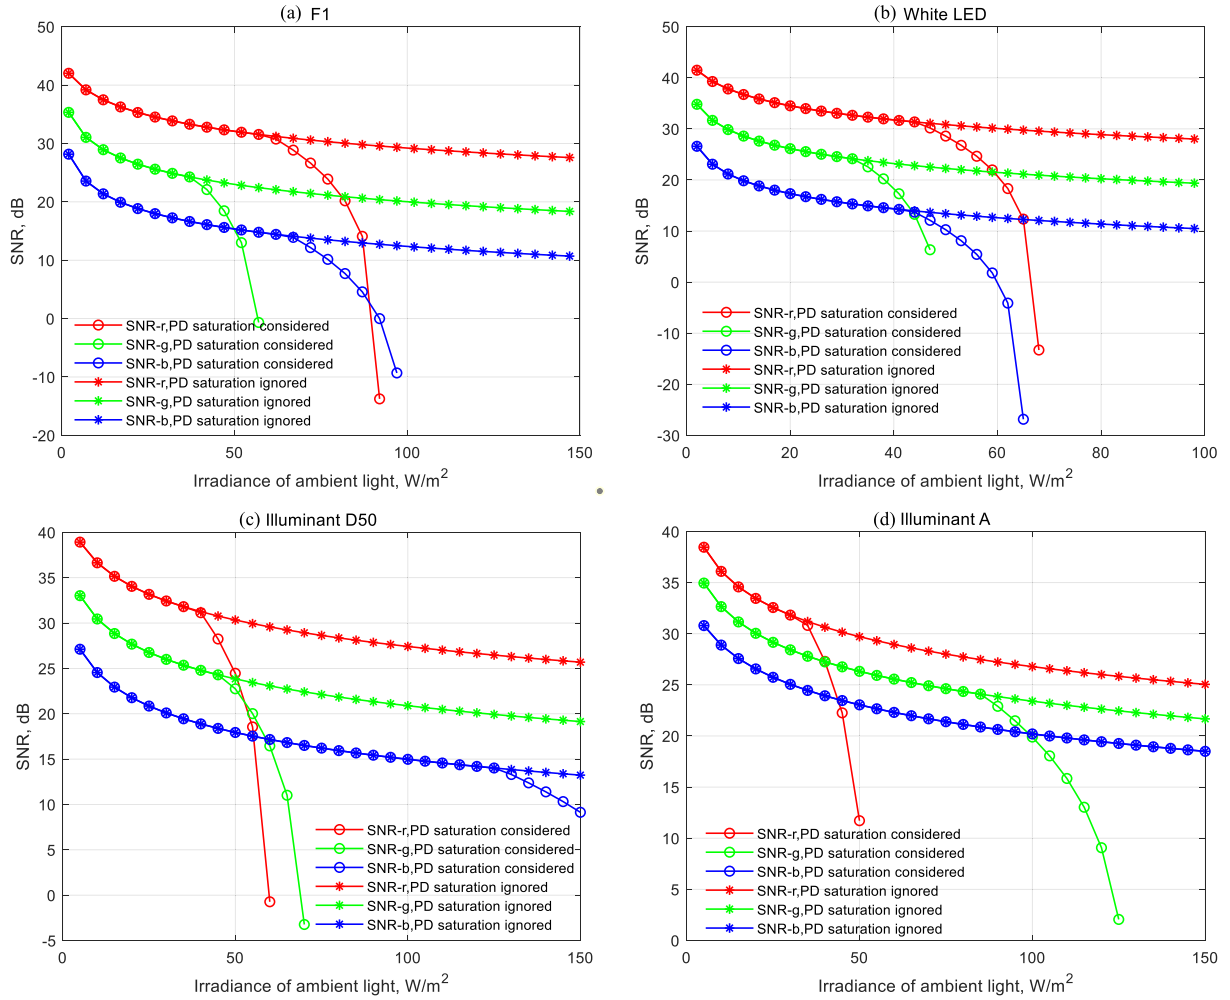 (a) F1
50
40
30
20
10
0
-10
-20
SNR, dB
SNR-r,PD saturation considered
SNR-g,PD saturation considered
SNR-b,PD saturation considered
SNR-r,PD saturation ignored
SNR-g,PD saturation ignored
SNR-b,PD saturation ignored
0 50 100 150
Irradiance of ambient light, W/m²
(b) White LED
50
40
30
20
10
0
-10
-20
-30
SNR, dB
SNR-r,PD saturation considered
SNR-g,PD saturation considered
SNR-b,PD saturation considered
SNR-r,PD saturation ignored
SNR-g,PD saturation ignored
SNR-b,PD saturation ignored
0 20 40 60 80 100
Irradiance of ambient light, W/m²
(c) Illuminant D50
40
35
30
25
20
15
10
5
0
-5
SNR, dB
SNR-r,PD saturation considered
SNR-g,PD saturation considered
SNR-b,PD saturation considered
SNR-r,PD saturation ignored
SNR-g,PD saturation ignored
SNR-b,PD saturation ignored
0 50 100 150
Irradiance of ambient light, W/m²
(d) Illuminant A
40
35
30
25
20
15
10
5
0
SNR, dB
SNR-r,PD saturation considered
SNR-g,PD saturation considered
SNR-b,PD saturation considered
SNR-r,PD saturation ignored
SNR-g,PD saturation ignored
SNR-b,PD saturation ignored
0 50 100 150
Irradiance of ambient light, W/m²